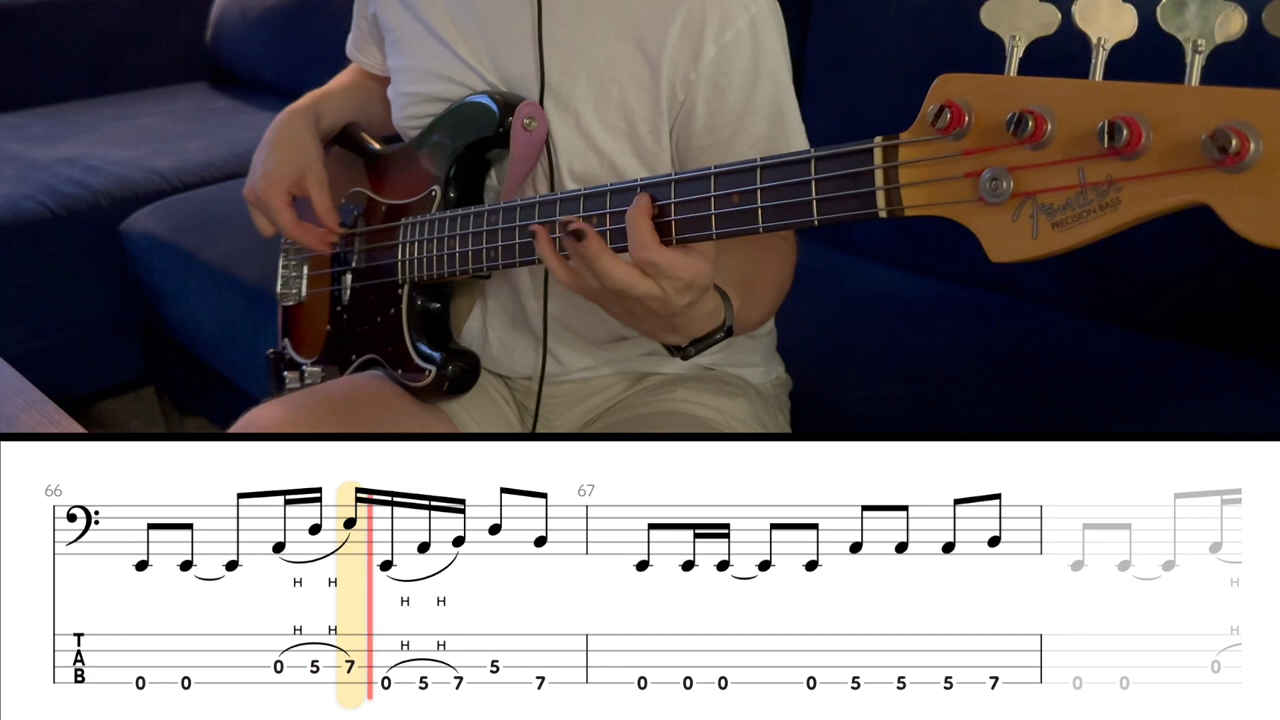 Fender
PRECISION BASS
66
67
H H
H H
H
H H
H H
H
T
A
B
0 5 7 5 0
0 0 0 5 7 7 0 0 0 0 5 5 5 7 0 0